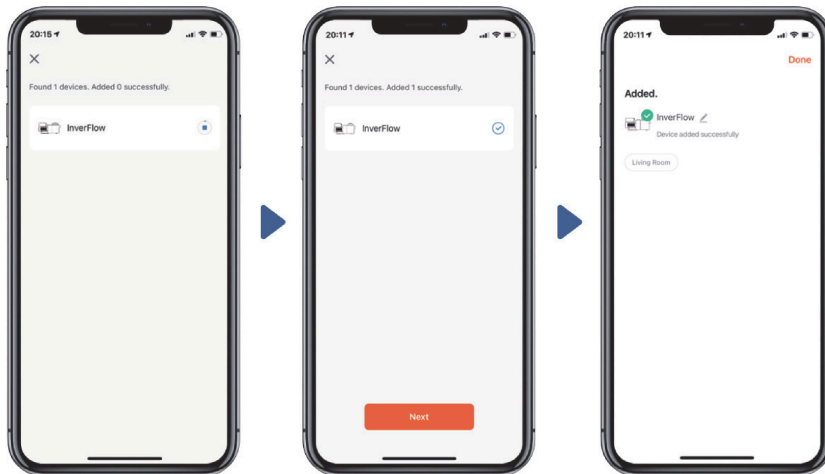 20:15
Found 1 devices. Added 0 successfully.
InverFlow
20:11
Found 1 devices. Added 1 successfully.
InverFlow
Next
20:11
Done
Added.
InverFlow
Device added successfully
Living Room